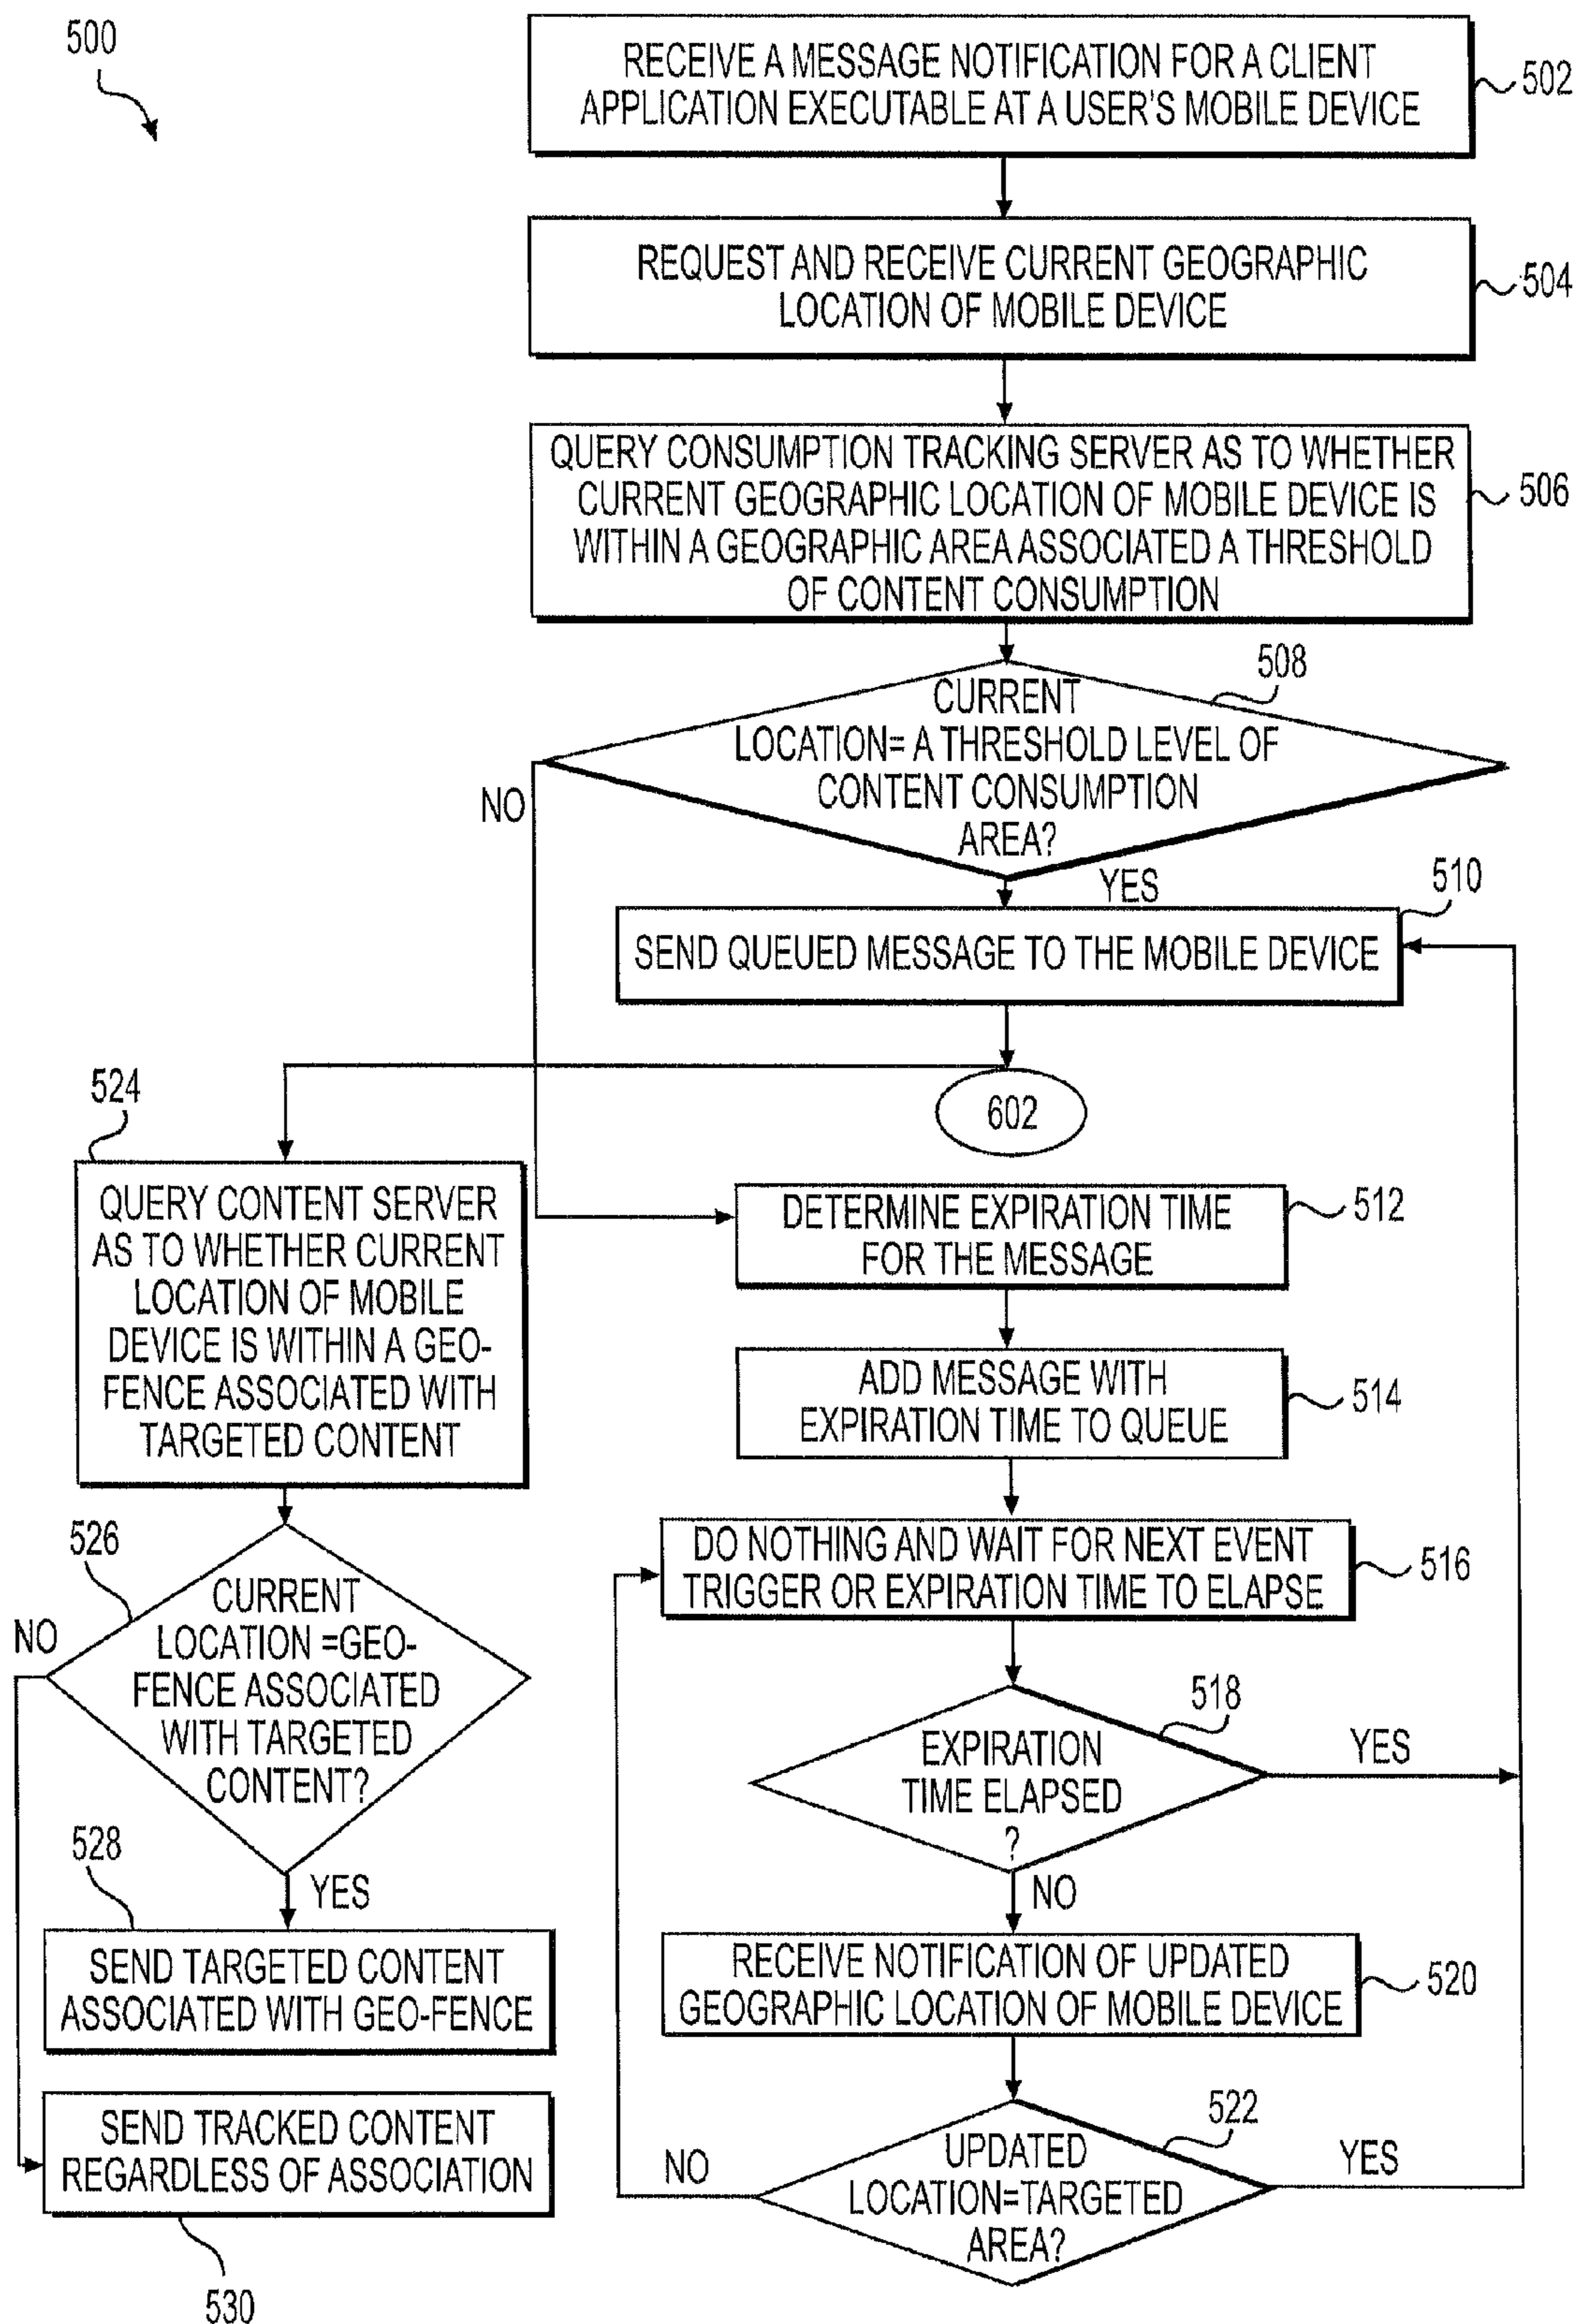 500
RECEIVE A MESSAGE NOTIFICATION FOR A CLIENT
APPLICATION EXECUTABLE AT A USER'S MOBILE DEVICE
502
REQUEST AND RECEIVE CURRENT GEOGRAPHIC
LOCATION OF MOBILE DEVICE
504
QUERY CONSUMPTION TRACKING SERVER AS TO WHETHER
CURRENT GEOGRAPHIC LOCATION OF MOBILE DEVICE IS
WITHIN A GEOGRAPHIC AREA ASSOCIATED A THRESHOLD
OF CONTENT CONSUMPTION
506
508
CURRENT
LOCATION= A THRESHOLD LEVEL OF
CONTENT CONSUMPTION
AREA?
NO
YES
510
SEND QUEUED MESSAGE TO THE MOBILE DEVICE
602
524
QUERY CONTENT SERVER
AS TO WHETHER CURRENT
LOCATION OF MOBILE
DEVICE IS WITHIN A GEO-
FENCE ASSOCIATED WITH
TARGETED CONTENT
DETERMINE EXPIRATION TIME
FOR THE MESSAGE
512
ADD MESSAGE WITH
EXPIRATION TIME TO QUEUE
514
DO NOTHING AND WAIT FOR NEXT EVENT
TRIGGER OR EXPIRATION TIME TO ELAPSE
516
526
CURRENT
LOCATION =GEO-
FENCE ASSOCIATED
WITH TARGETED
CONTENT?
NO
YES
518
EXPIRATION
TIME ELAPSED
?
YES
NO
528
SEND TARGETED CONTENT
ASSOCIATED WITH GEO-FENCE
RECEIVE NOTIFICATION OF UPDATED
GEOGRAPHIC LOCATION OF MOBILE DEVICE
520
SEND TRACKED CONTENT
REGARDLESS OF ASSOCIATION
530
522
UPDATED
LOCATION=TARGETED
AREA?
NO
YES